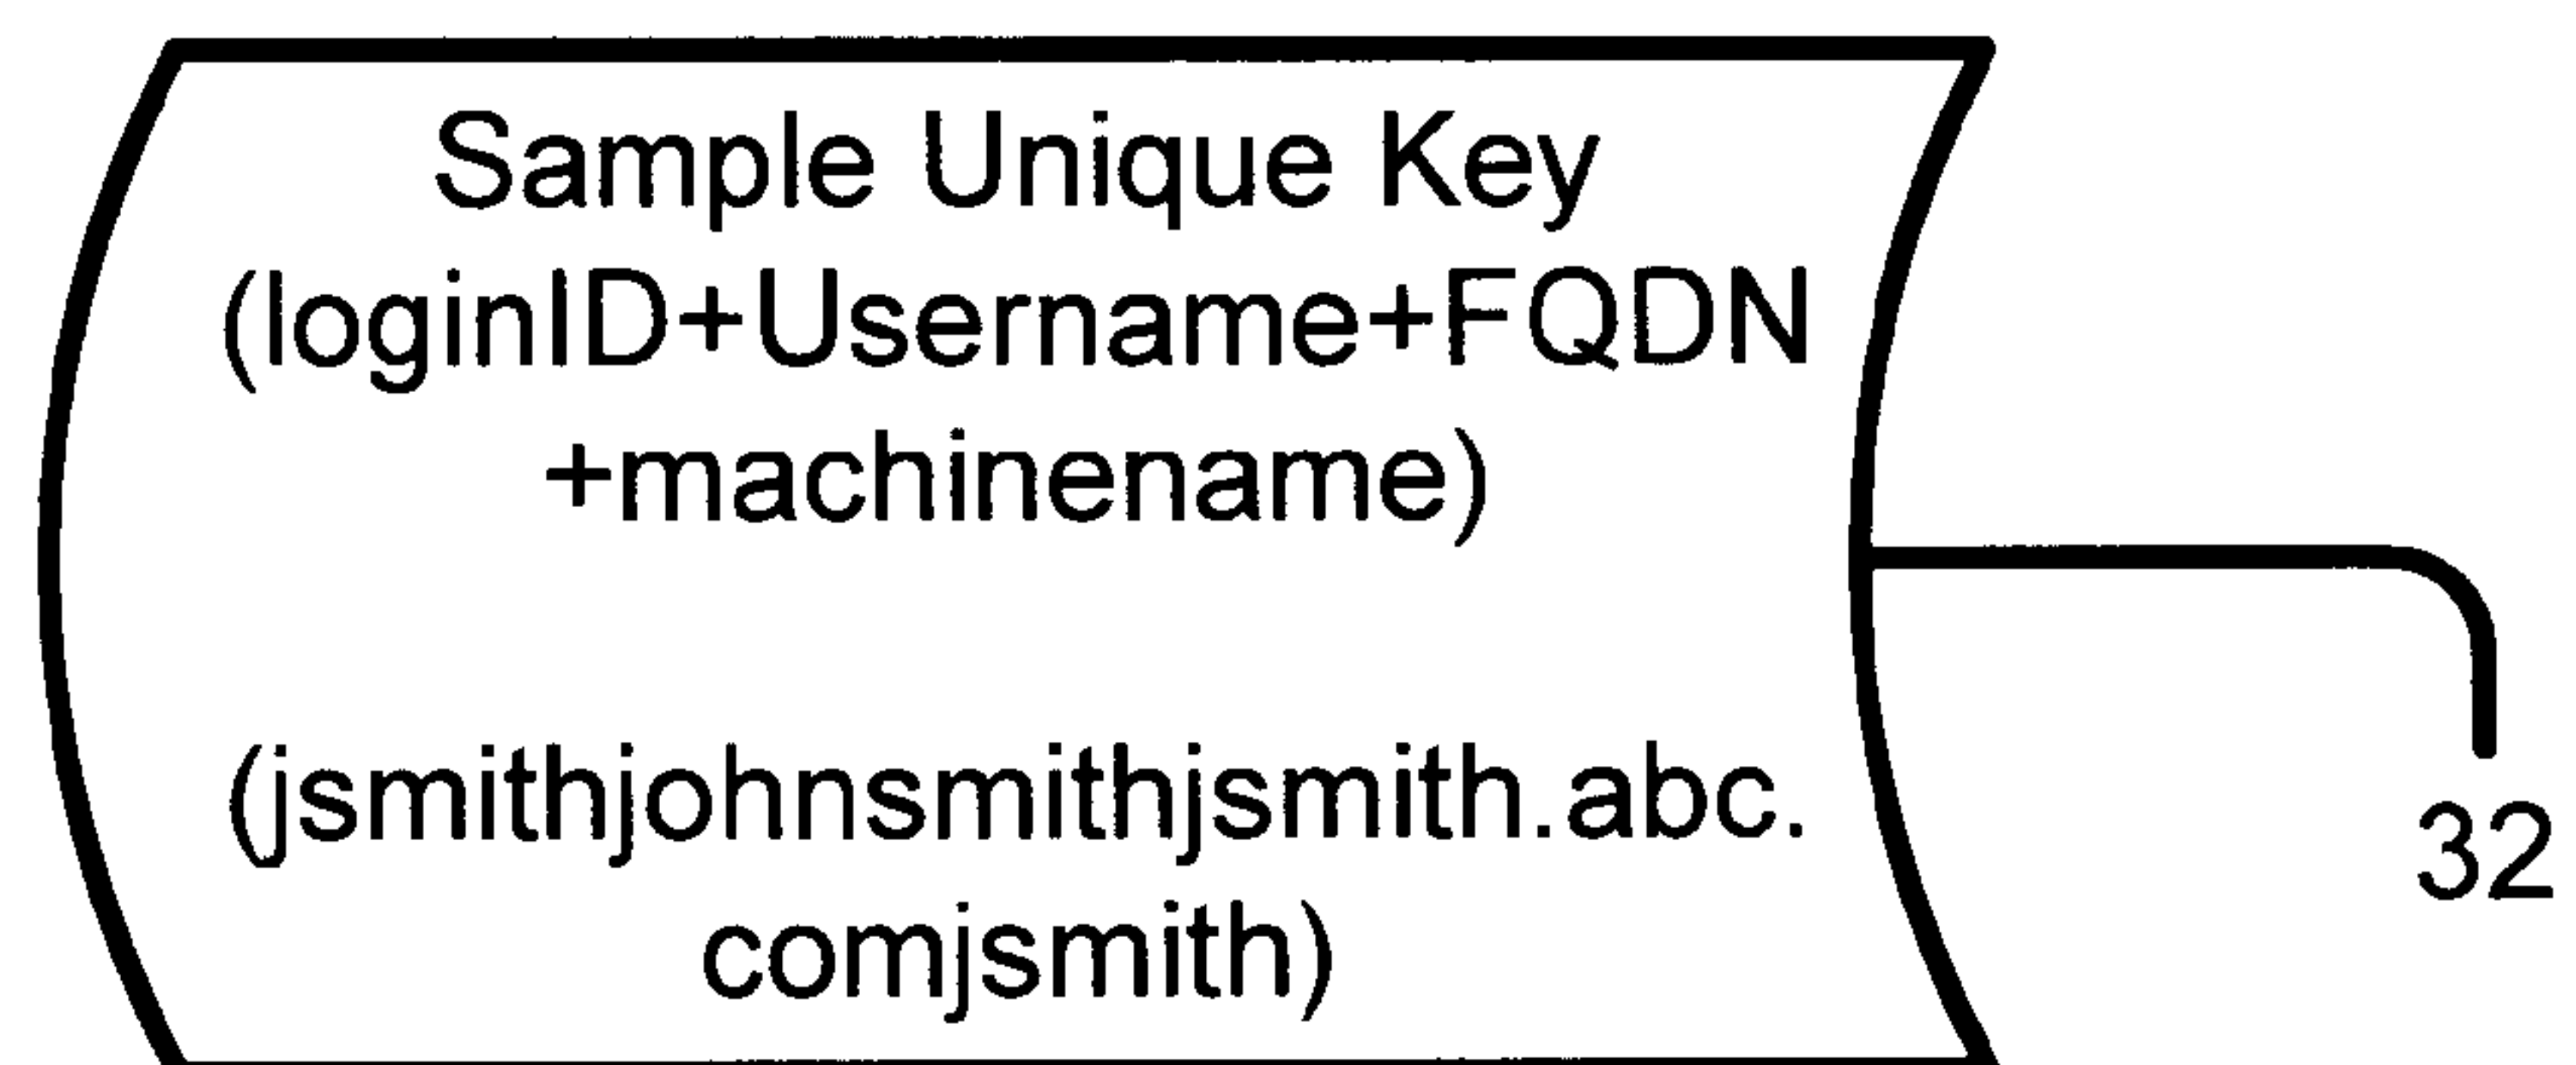 Sample Unique Key
(loginID+Username+FQDN
+machinename)
(jsmithjohnsmithjsmith.abc.
comjsmith)
32